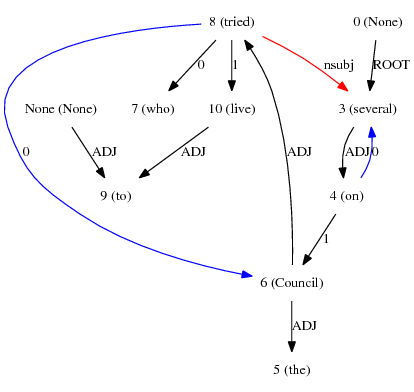 8 (tried) 0 (None)
0 1 nsubj ROOT
None (None) 7 (who) 10 (live) 3 (several)
0 ADJ ADJ ADJ ADJ 0
9 (to) 4 (on)
1
6 (Council)
ADJ
5 (the)